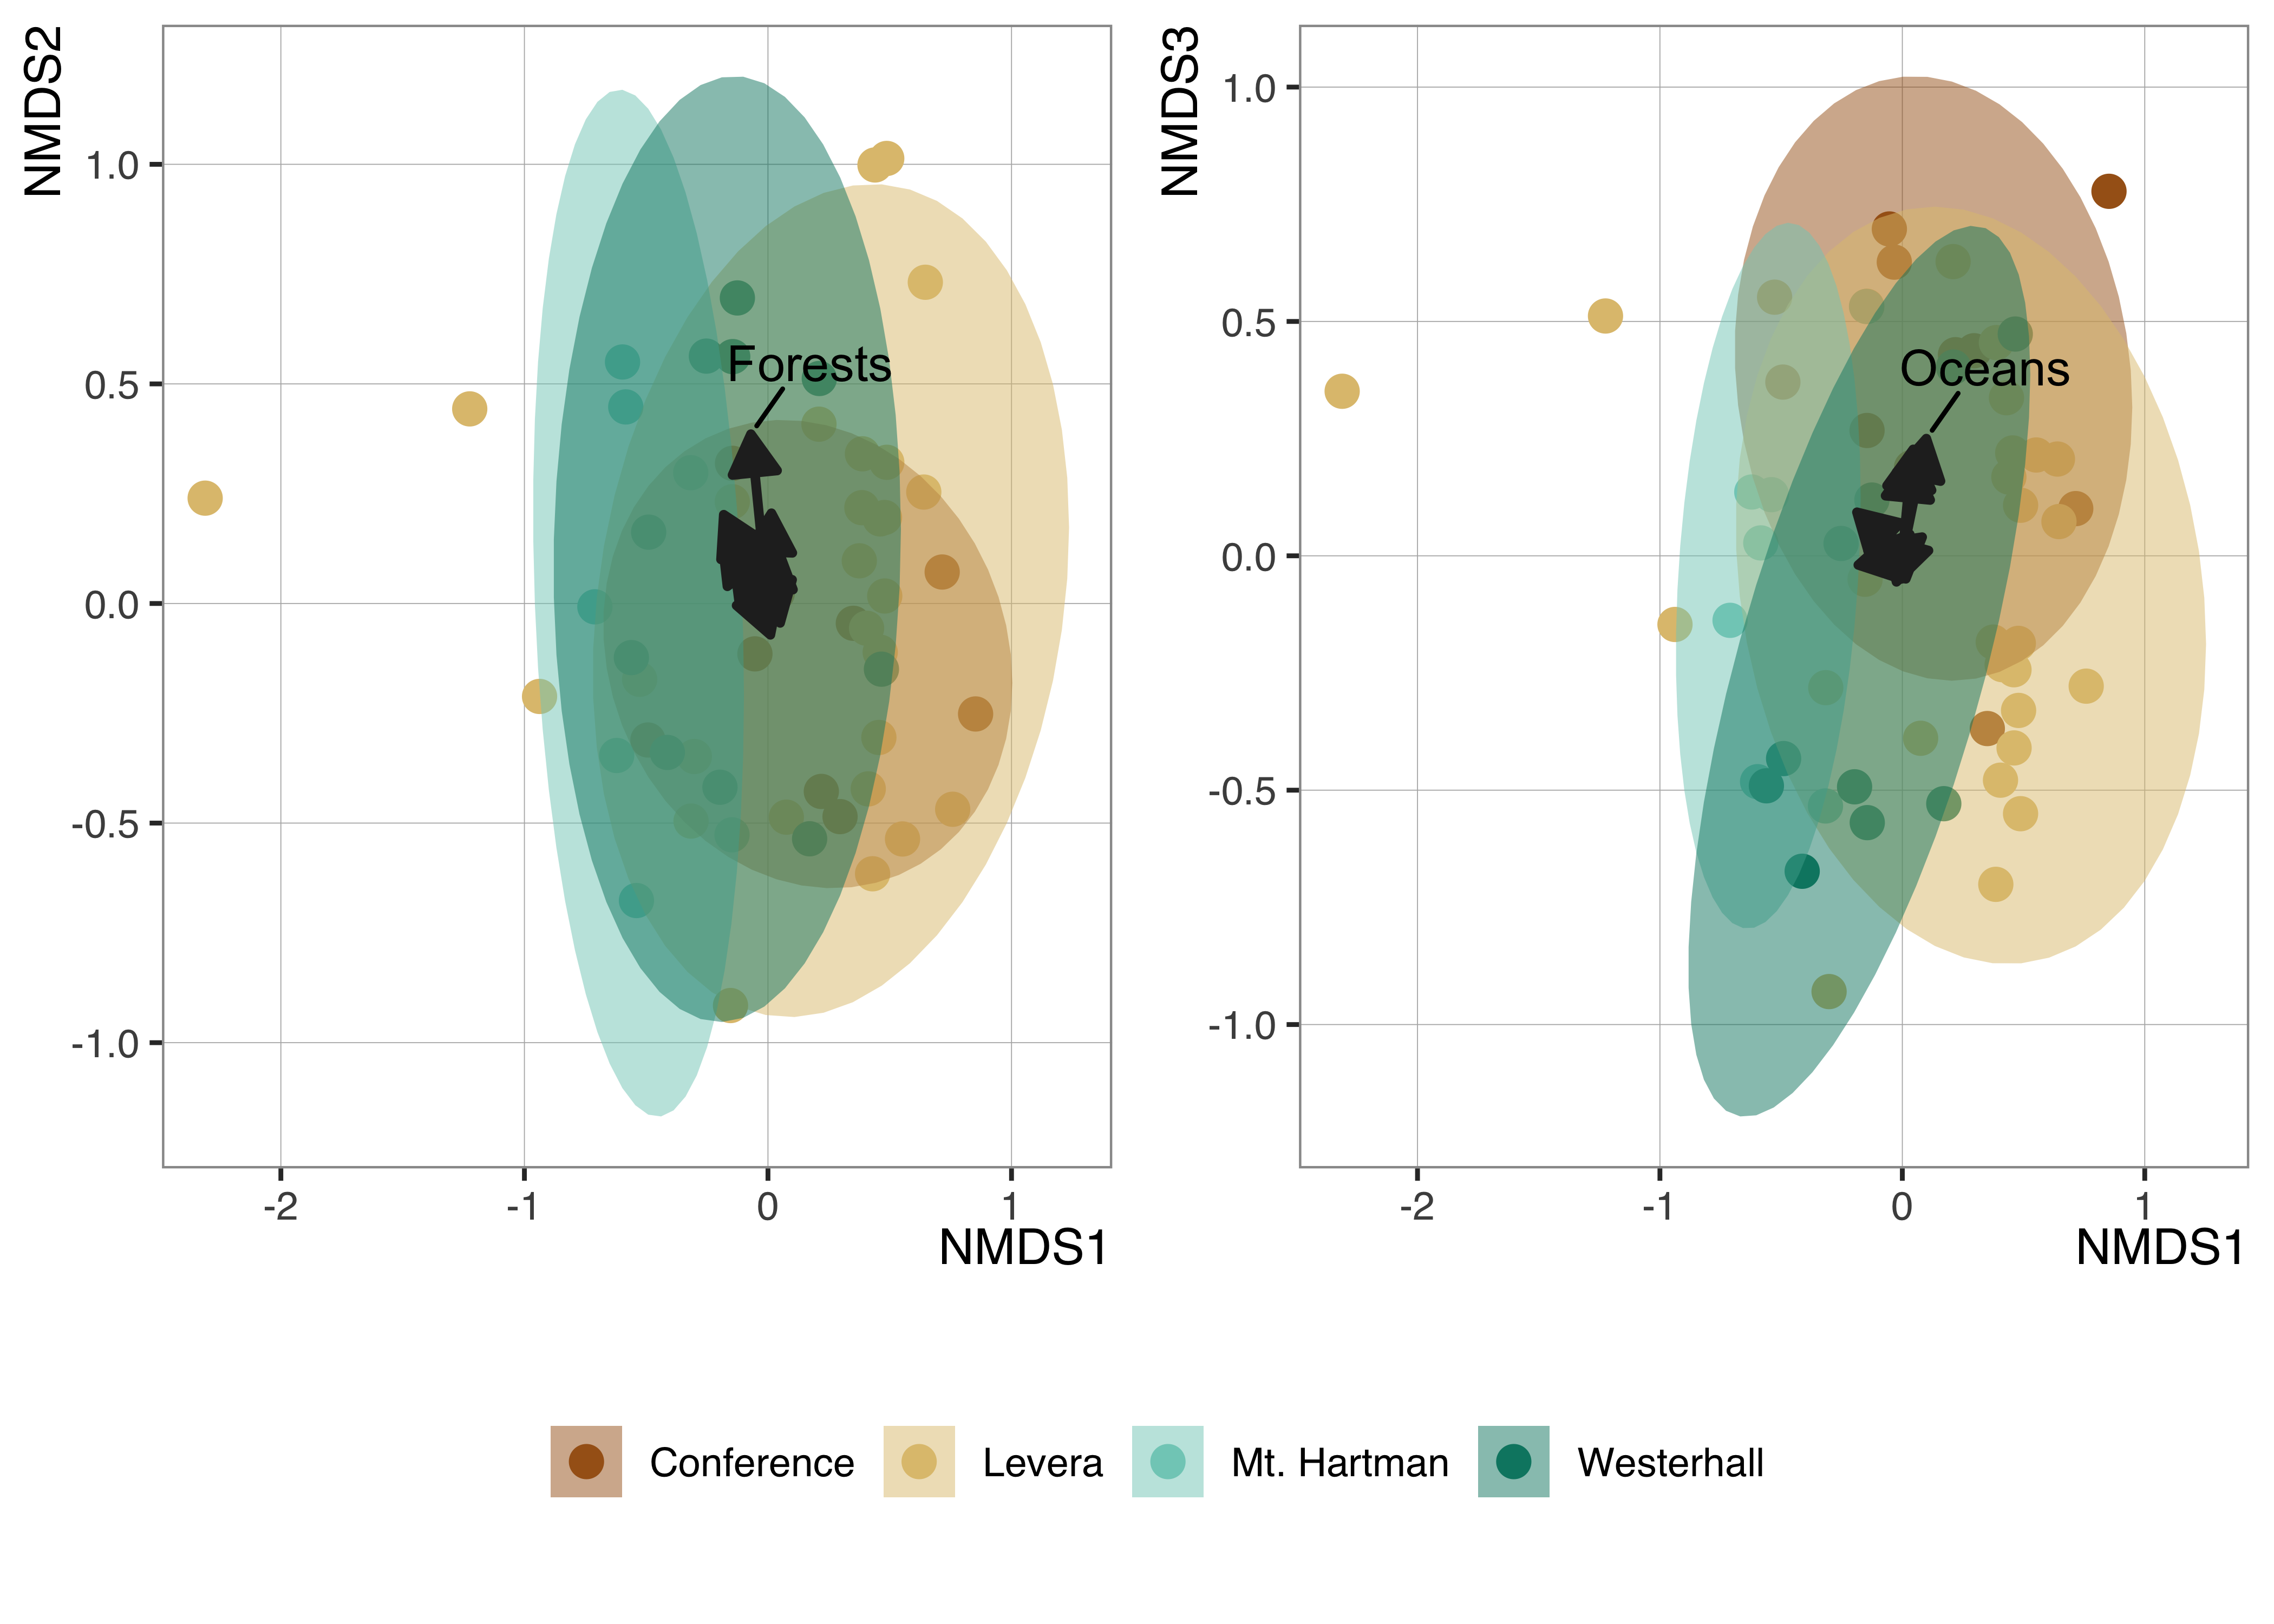 NMDS2
1.0
0.5
0.0
-0.5
-1.0
Forests
-2 -1 0 1
NMDS1
NMDS3
1.0
0.5
0.0
-0.5
-1.0
Oceans
-2 -1 0 1
NMDS1
Conference Levera Mt. Hartman Westerhall